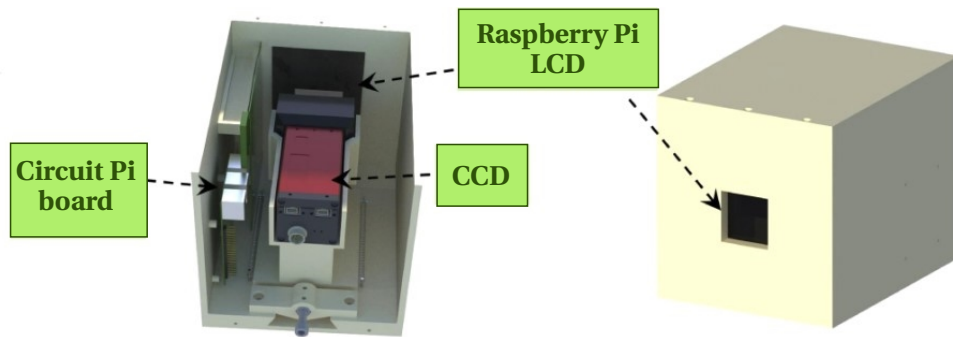 Raspberry Pi
LCD
Circuit Pi
board
CCD